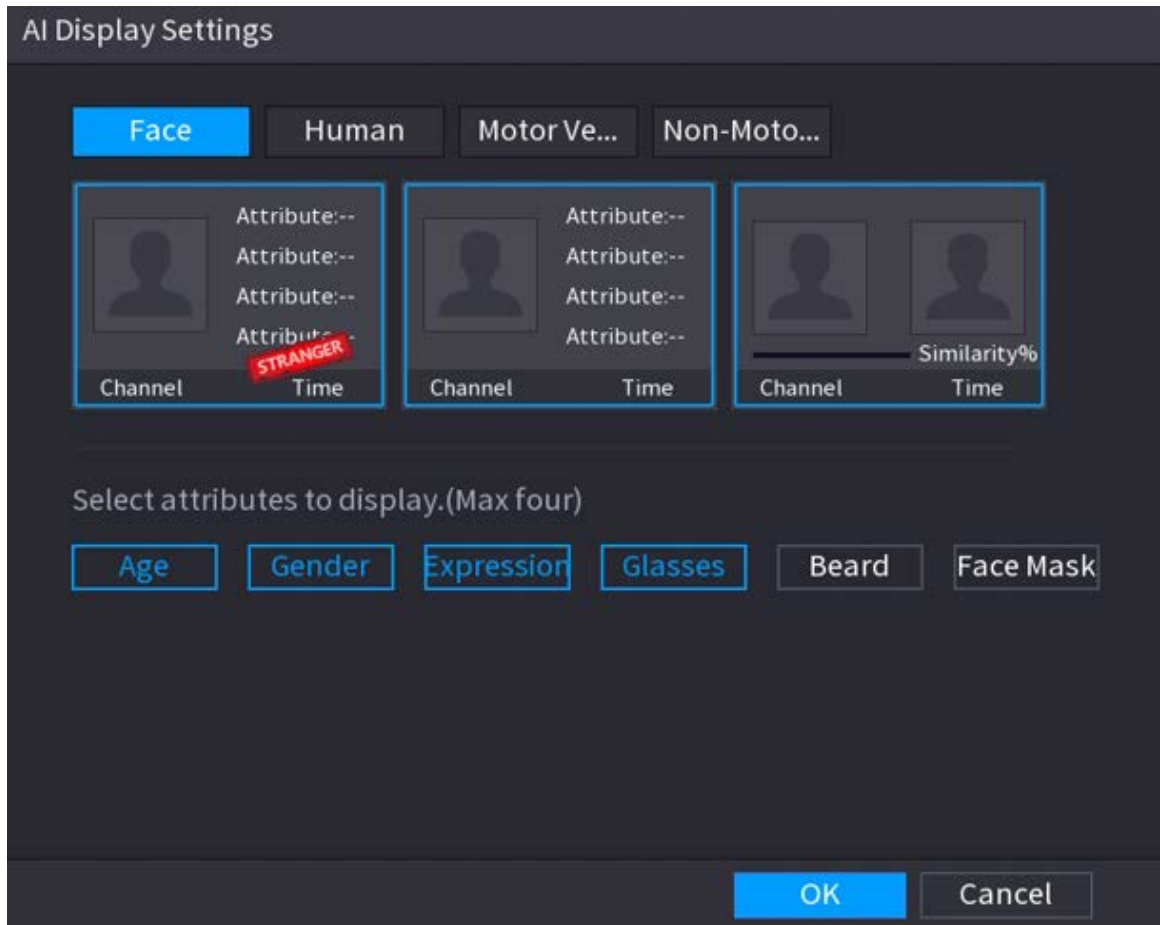 AI Display Settings
Face Human Motor Ve... Non-Moto...
Attribute:-- Attribute:--
Attribute:-- Attribute:--
Attribute:-- Attribute:--
Attribute:-- Attribute:--
STRANGER Similarity%
Channel Time Channel Time Channel Time
Select attributes to display.(Max four)
Age Gender Expression Glasses Beard Face Mask
OK Cancel